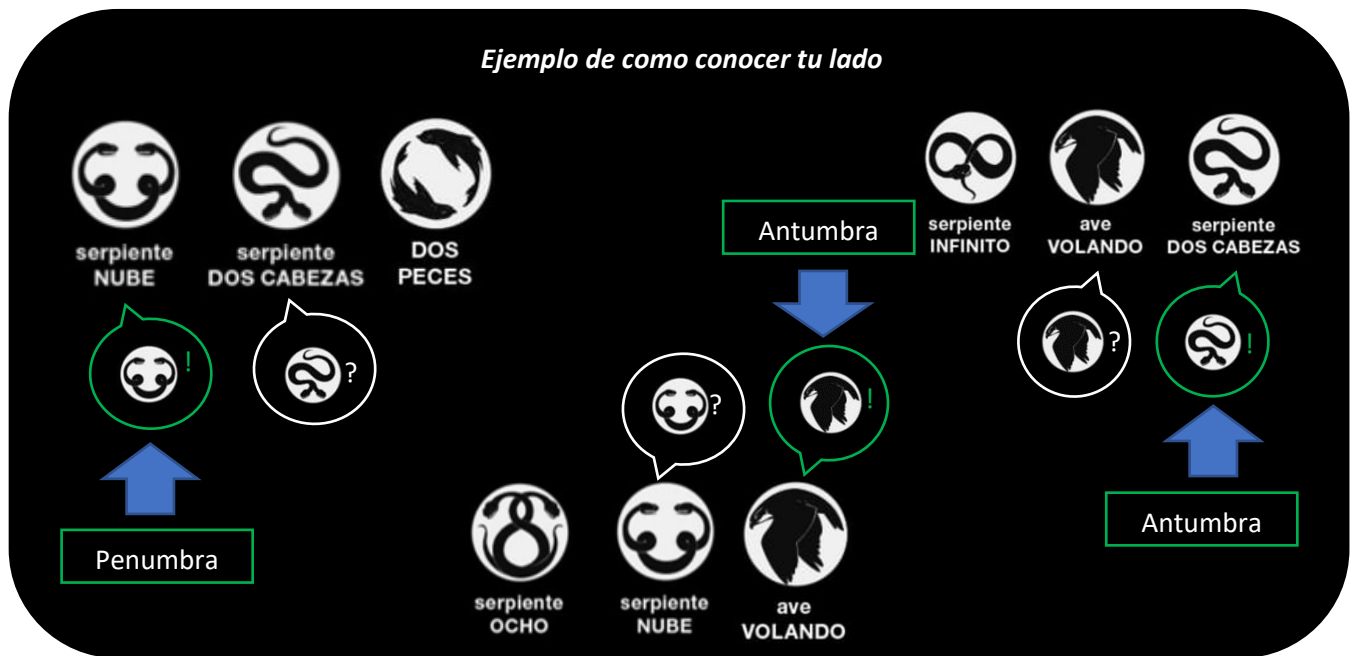 Ejemplo de como conocer tu lado
serpiente
NUBE
serpiente
DOS CABEZAS
DOS
PECES
!
?
Penumbra
Antumbra
?
!
serpiente
OCHO
serpiente
NUBE
ave
VOLANDO
serpiente
INFINITO
ave
VOLANDO
serpiente
DOS CABEZAS
?
!
Antumbra